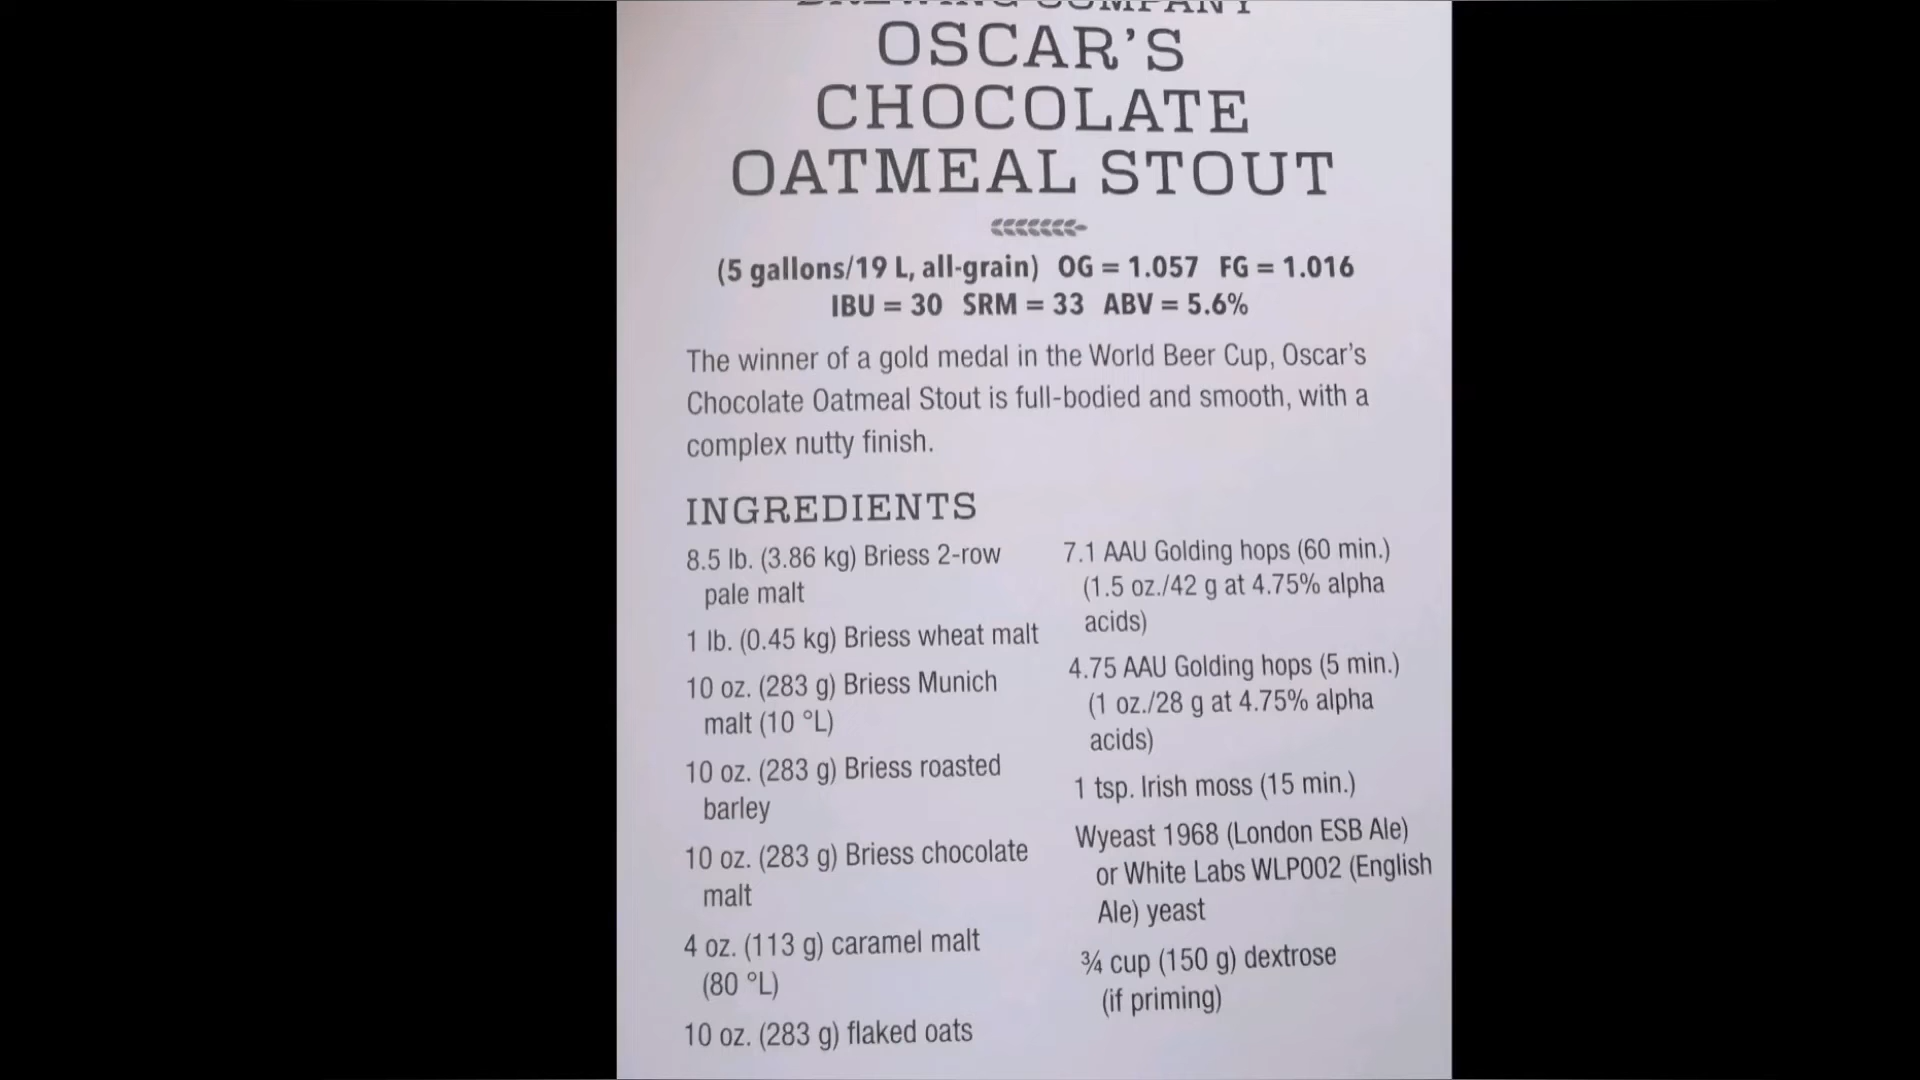 BREWING COMPANY
OSCAR'S
CHOCOLATE
OATMEAL STOUT
(5 gallons/19 L, all-grain) OG = 1.057 FG = 1.016
IBU = 30 SRM = 33 ABV = 5.6%
The winner of a gold medal in the World Beer Cup, Oscar's
Chocolate Oatmeal Stout is full-bodied and smooth, with a
complex nutty finish.
INGREDIENTS
8.5 lb. (3.86 kg) Briess 2-row
pale malt
1 lb. (0.45 kg) Briess wheat malt
10 oz. (283 g) Briess Munich
malt (10 °L)
10 oz. (283 g) Briess roasted
barley
10 oz. (283 g) Briess chocolate
malt
4 oz. (113 g) caramel malt
(80 °L)
10 oz. (283 g) flaked oats
7.1 AAU Golding hops (60 min.)
(1.5 oz./42 g at 4.75% alpha
acids)
4.75 AAU Golding hops (5 min.)
(1 oz./28 g at 4.75% alpha
acids)
1 tsp. Irish moss (15 min.)
Wyeast 1968 (London ESB Ale)
or White Labs WLP002 (English
Ale) yeast
¾ cup (150 g) dextrose
(if priming)